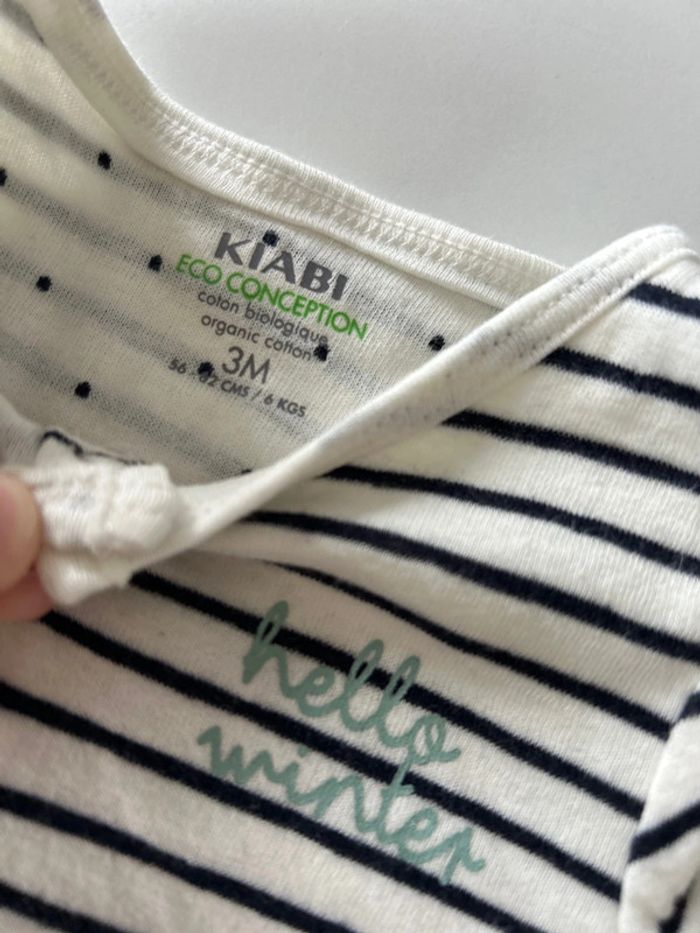 KIABI
ECO CONCEPTION
coton biologique
organic cotton
3M
56 - 62 CMS / 6 KGS
hello
winter